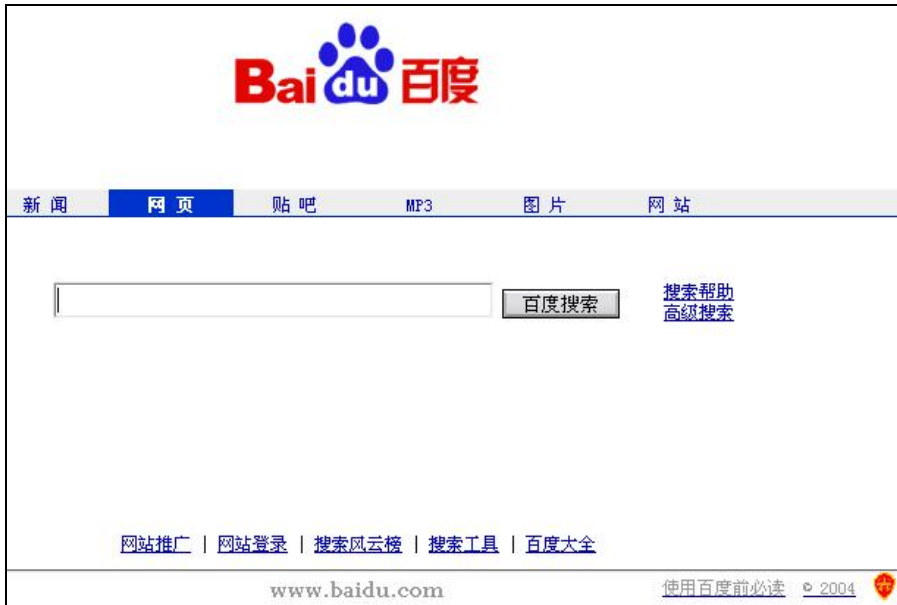 Bai du 百度
新 闻 网 页 贴 吧 MP3 图 片 网 站
百度搜索 搜索帮助
高级搜索
网站推广 | 网站登录 | 搜索风云榜 | 搜索工具 | 百度大全
www.baidu.com 使用百度前必读 © 2004